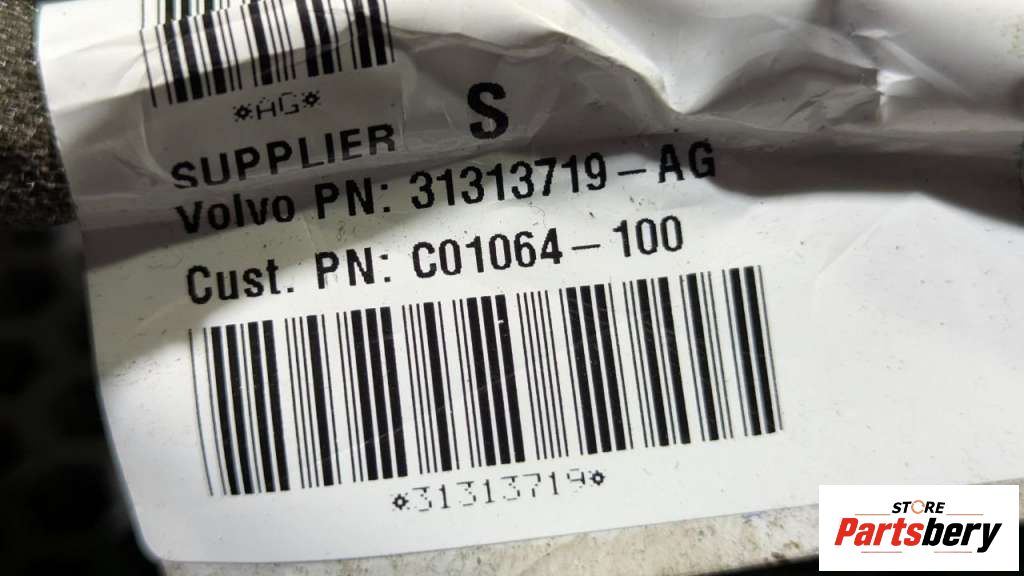 *AG*
SUPPLIER S
Volvo PN: 31313719-AG
Cust. PN: C01064-100
*31313719*
STORE
Partsbery